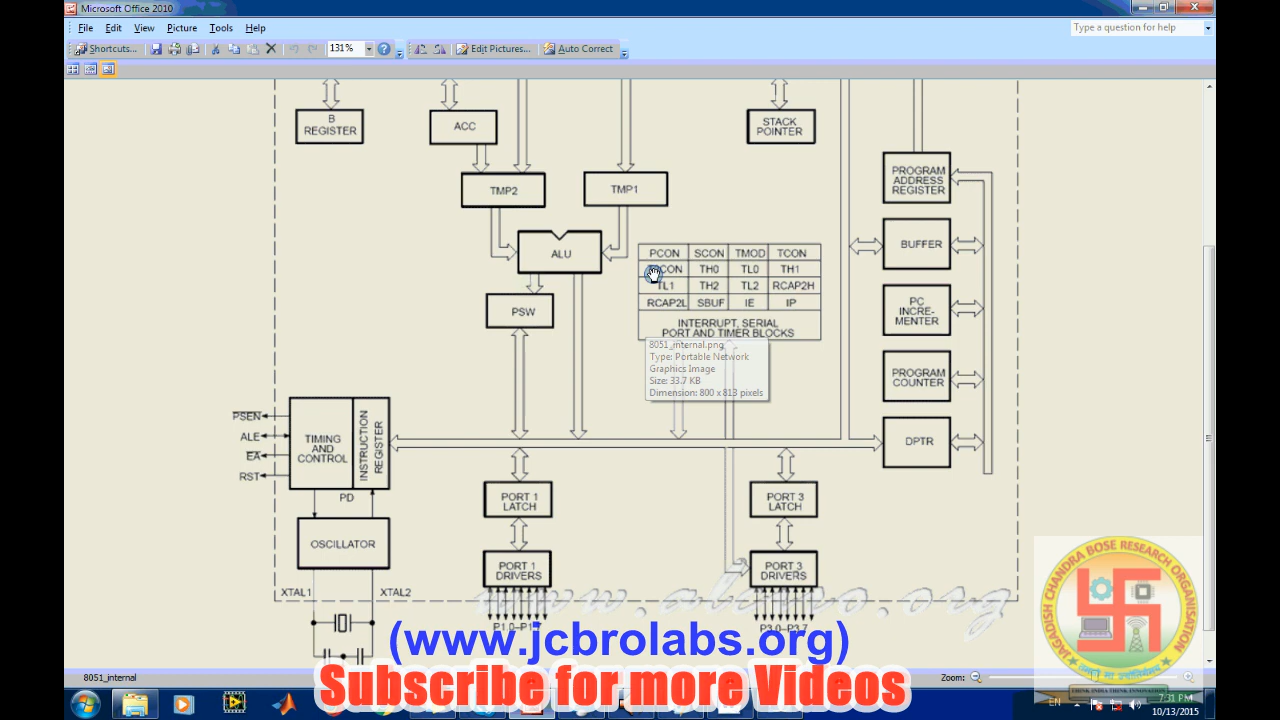 Microsoft Office 2010
File Edit View Picture Tools Help
Type a question for help
Shortcuts...
131%
Edit Pictures...
Auto Correct
B
REGISTER
ACC
STACK
POINTER
TMP2
TMP1
PROGRAM
ADDRESS
REGISTER
ALU
BUFFER
PCON SCON TMOD TCON
TH0 TL0 TH1
TL1 TH2 TL2 RCAP2H
RCAP2L SBUF IE IP
INTERRUPT, SERIAL
PORT AND TIMER BLOCKS
PSW
PC
INCRE-
MENTER
8051_internal.png
Type: Portable Network
Graphics Image
Size: 33.7 KB
Dimension: 800 x 813 pixels
PROGRAM
COUNTER
PSEN
ALE
EA
RST
TIMING
AND
CONTROL
INSTRUCTION
REGISTER
DPTR
PD
PORT 1
LATCH
PORT 3
LATCH
OSCILLATOR
PORT 1
DRIVERS
PORT 3
DRIVERS
XTAL1
XTAL2
P3.0–P3.7
JAGADISH CHANDRA BOSE RESEARCH ORGANISATION
THINK INDIA THINK INNOVATION
(www.jcbrolabs.org)
Subscribe for more Videos
8051_internal
Zoom:
EN
7:31 PM
10/13/2015